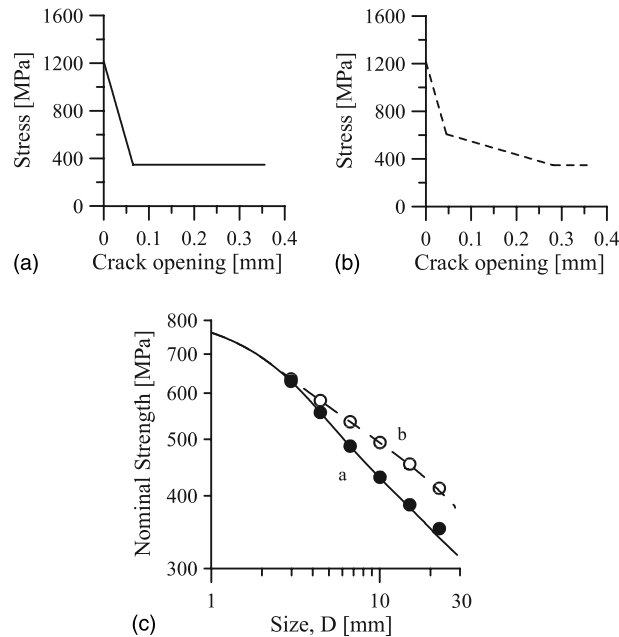 1600
1200
800
400
0
Stress [MPa]
0 0.1 0.2 0.3 0.4
Crack opening [mm]
(a)
1600
1200
800
400
0
Stress [MPa]
0 0.1 0.2 0.3 0.4
Crack opening [mm]
(b)
800
700
600
500
400
300
Nominal Strength [MPa]
b
a
1 10 30
Size, D [mm]
(c)